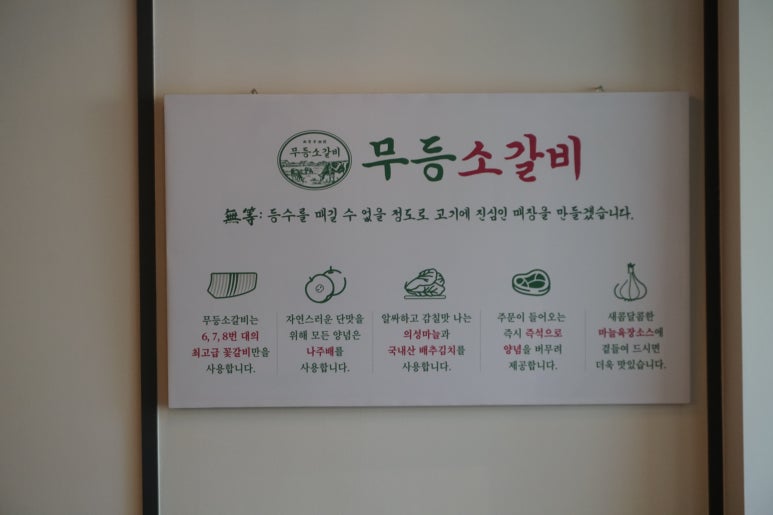 무등소갈비
무등소갈비
無等: 등수를 매길 수 없을 정도로 고기에 진심인 매장을 만들겠습니다.
무등소갈비는
6, 7, 8번 대의
최고급 꽃갈비만을
사용합니다.
자연스러운 단맛을
위해 모든 양념은
나주배를
사용합니다.
알싸하고 감칠맛 나는
의성마늘과
국내산 배추김치를
사용합니다.
주문이 들어오는
즉시 즉석으로
양념을 버무려
제공합니다.
새콤달콤한
마늘육장소스에
곁들여 드시면
더욱 맛있습니다.